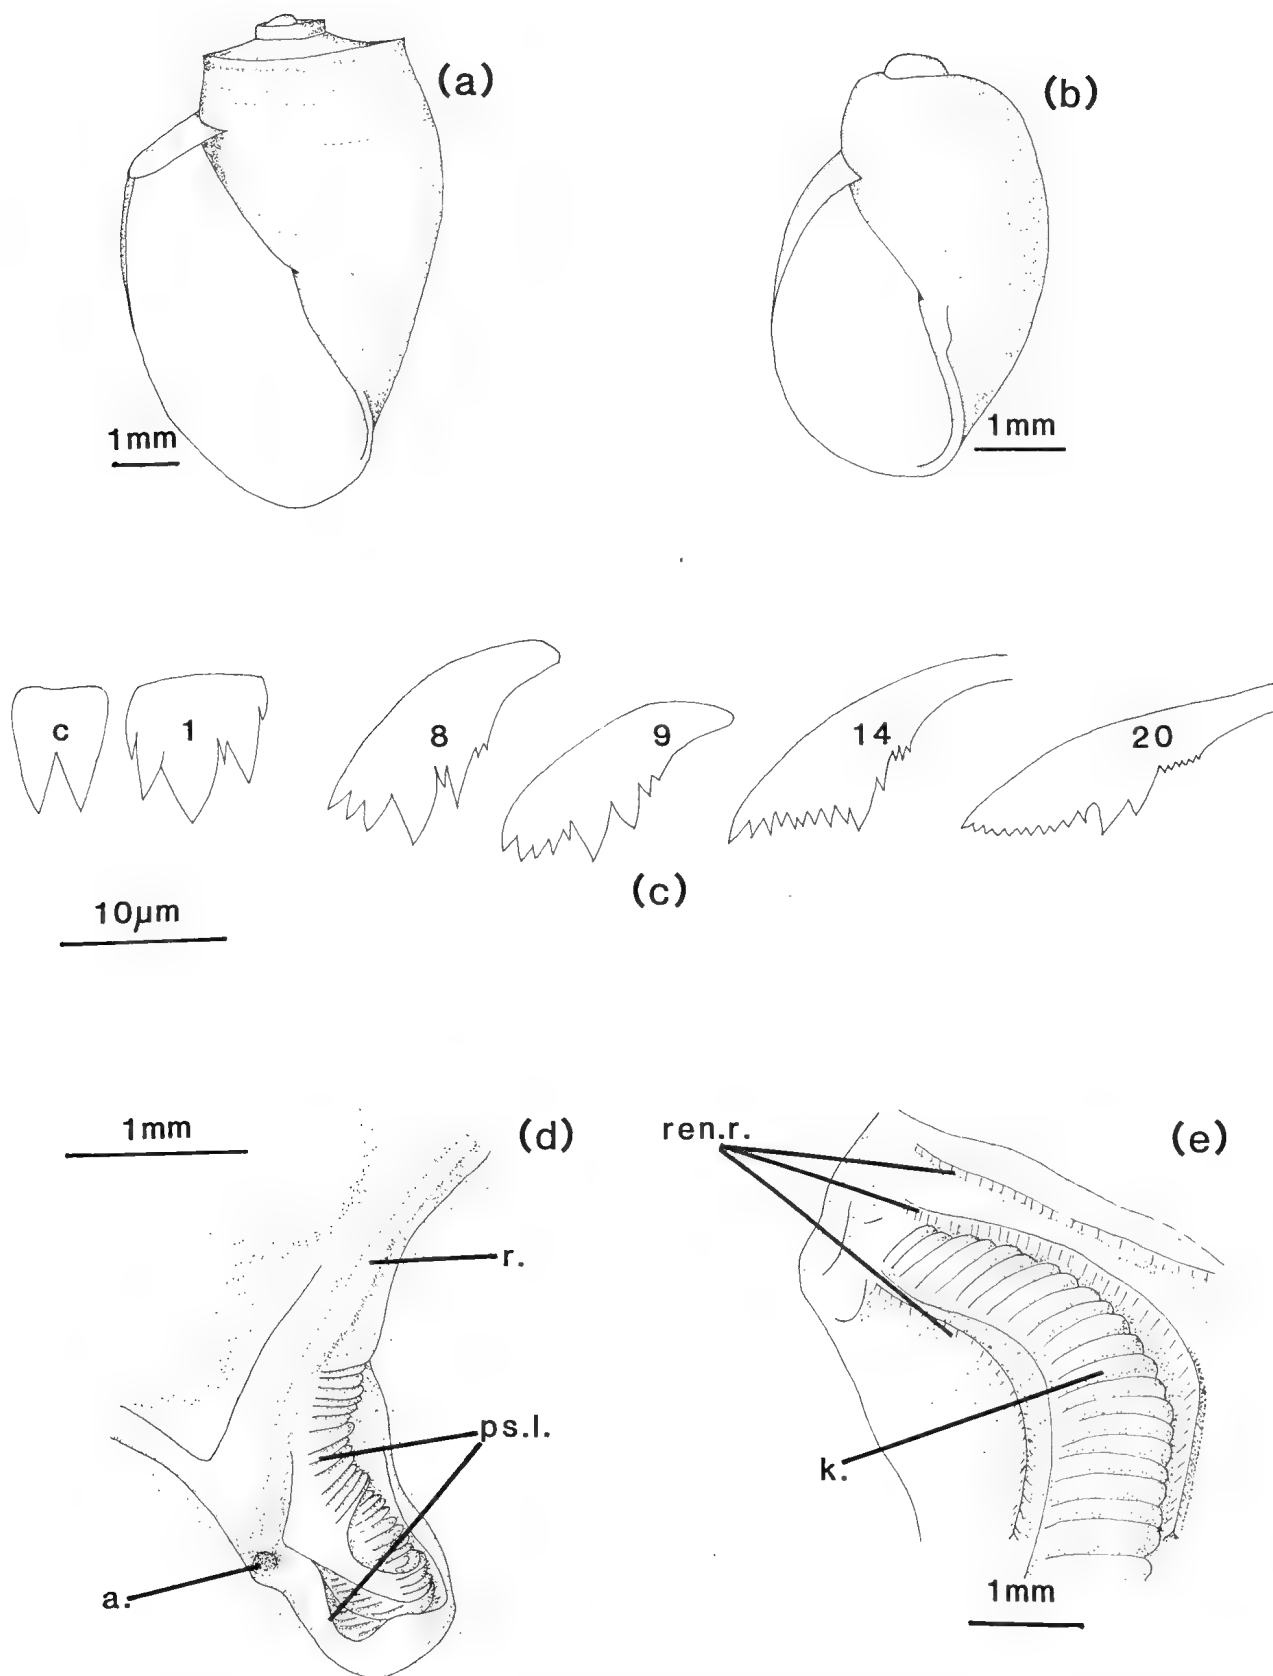 (a)
(b)
1mm
1mm
c
1
8
9
14
20
(c)
10µm
1mm
(d)
ren.r.
(e)
r.
ps.l.
k.
a.
1mm